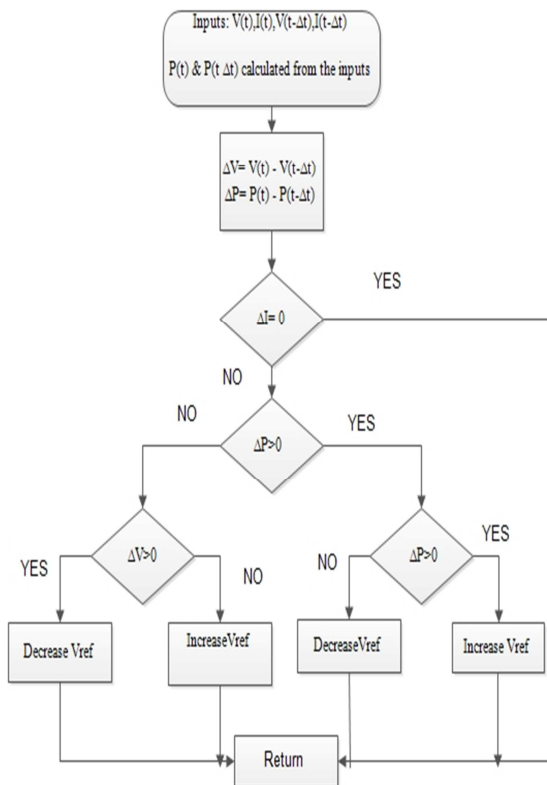 Inputs: V(t),I(t),V(t-Δt),I(t-Δt)
P(t) & P(t Δt) calculated from the inputs
ΔV= V(t) - V(t-Δt)
ΔP= P(t) - P(t-Δt)
YES
ΔI= 0
NO
NO
YES
ΔP>0
YES
ΔV>0
NO
NO
ΔP>0
YES
Decrease Vref
IncreaseVref
DecreaseVref
Increase Vref
Return